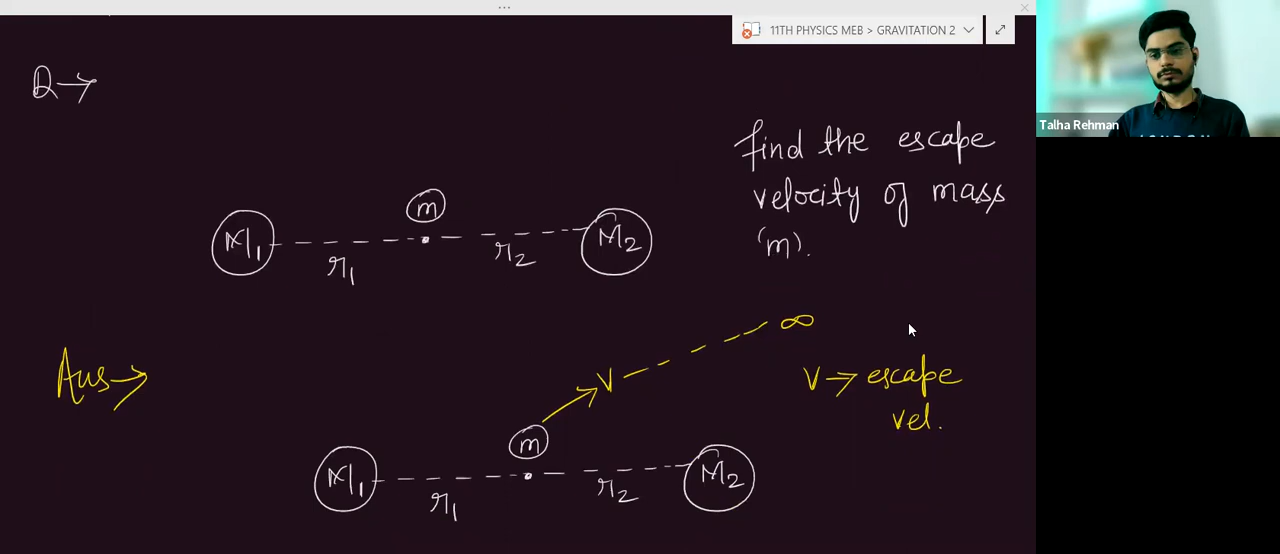 11TH PHYSICS MEB > GRAVITATION 2
Talha Rehman
Q→
find the escape
velocity of mass
'm'.
m
M1 M2
r1 r2
∞
Ans→
V
V → escape
vel.
m
M1 M2
r1 r2